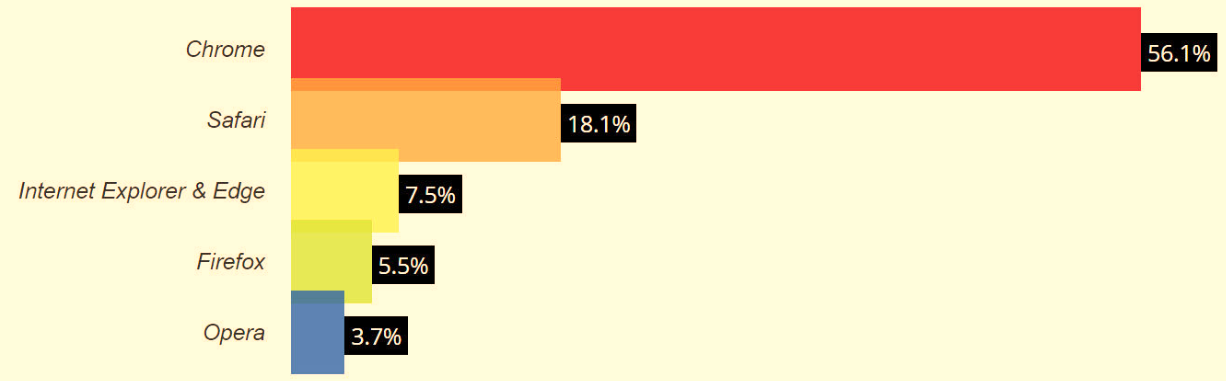 Chrome 56.1%
Safari 18.1%
Internet Explorer & Edge 7.5%
Firefox 5.5%
Opera 3.7%